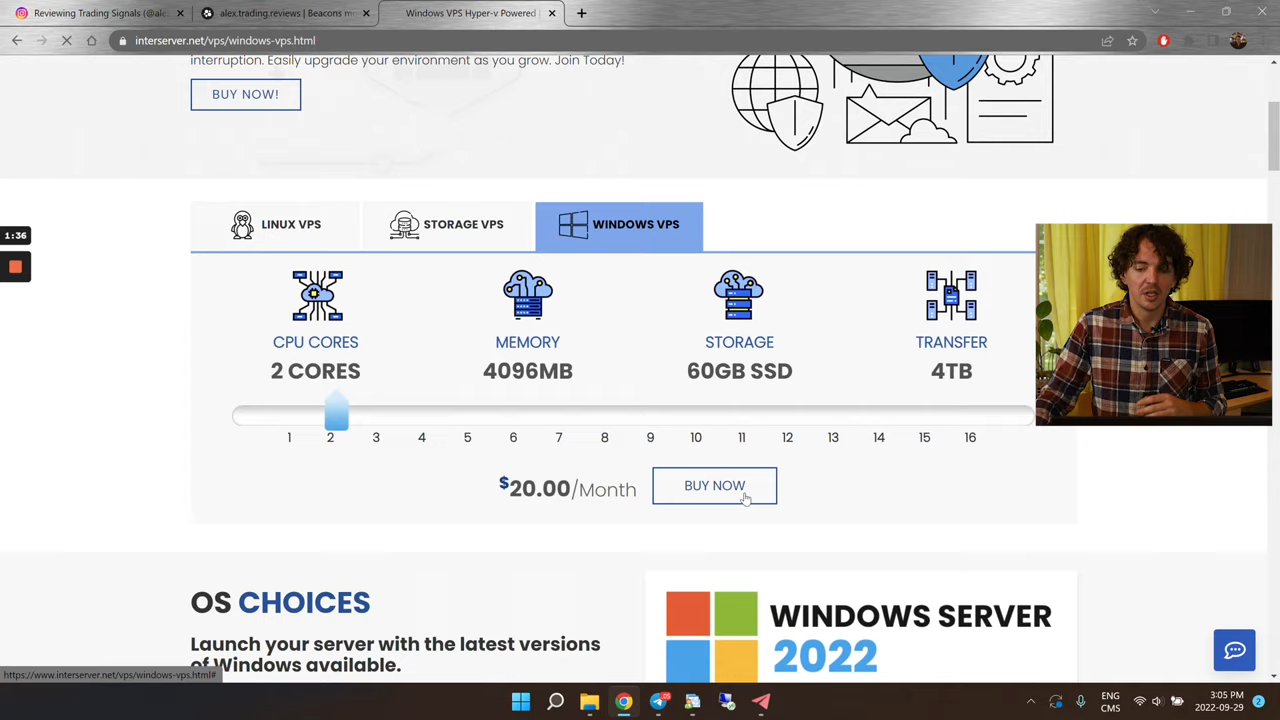 Reviewing Trading Signals (@ale
alex.trading.reviews | Beacons m
Windows VPS Hyper-v Powered
interserver.net/vps/windows-vps.html
interruption. Easily upgrade your environment as you grow. Join Today!
BUY NOW!
1:36
LINUX VPS
STORAGE VPS
WINDOWS VPS
CPU CORES
MEMORY
STORAGE
TRANSFER
2 CORES
4096MB
60GB SSD
4TB
1 2 3 4 5 6 7 8 9 10 11 12 13 14 15 16
$20.00/Month
BUY NOW
OS CHOICES
Launch your server with the latest versions
of Windows available.
WINDOWS SERVER
2022
https://www.interserver.net/vps/windows-vps.html#
ENG
CMS
3:05 PM
2022-09-29
2